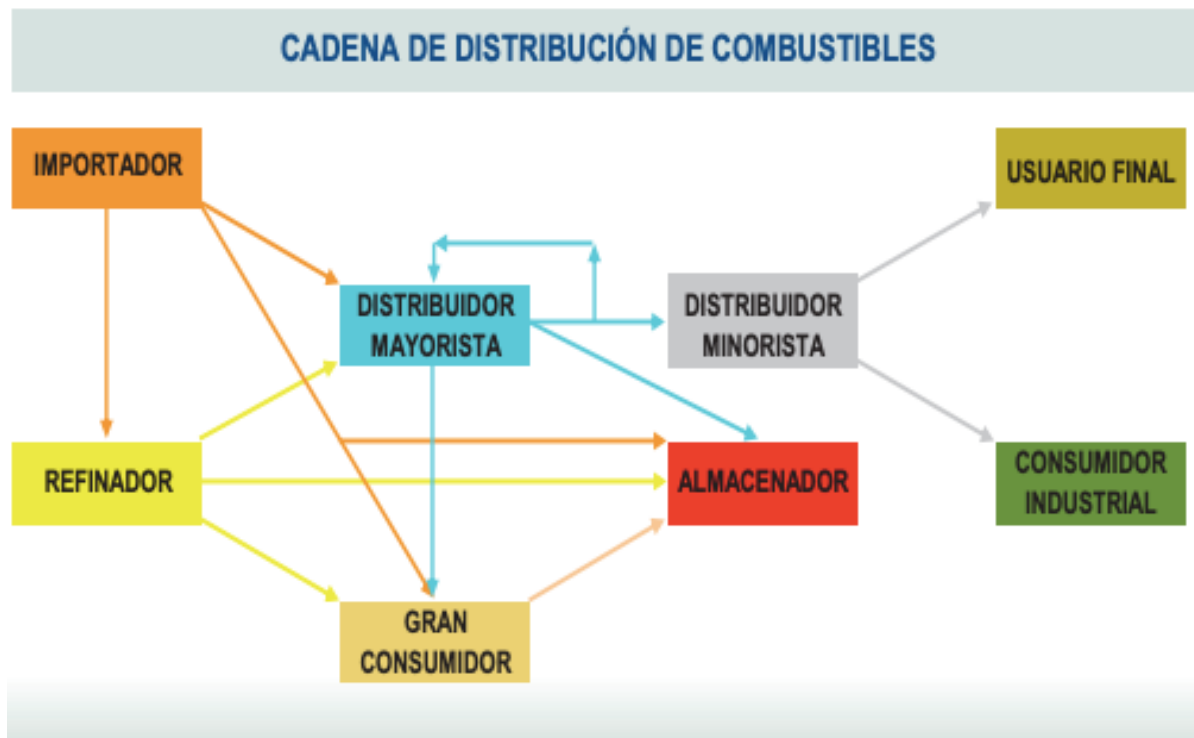 CADENA DE DISTRIBUCIÓN DE COMBUSTIBLES
IMPORTADOR
USUARIO FINAL
DISTRIBUIDOR
MAYORISTA
DISTRIBUIDOR
MINORISTA
REFINADOR
ALMACENADOR
CONSUMIDOR
INDUSTRIAL
GRAN
CONSUMIDOR